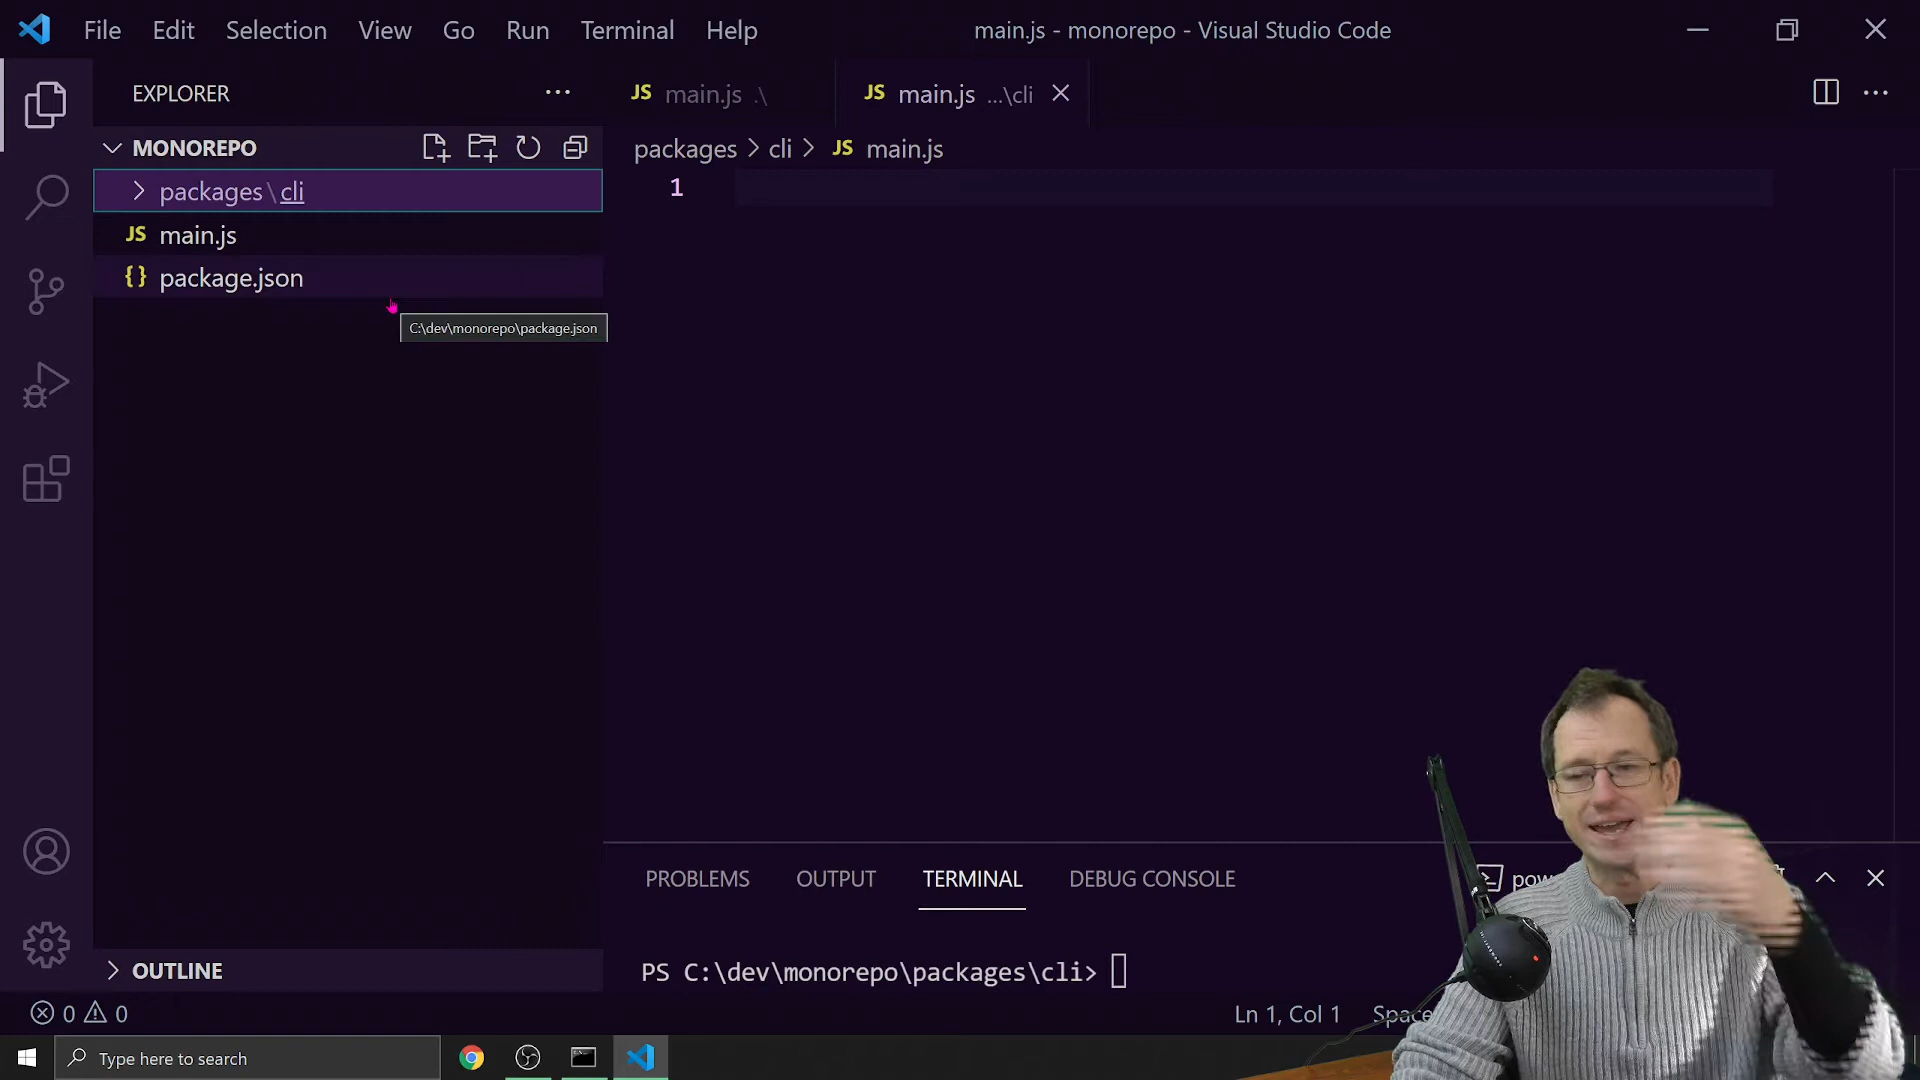 File Edit Selection View Go Run Terminal Help
main.js - monorepo - Visual Studio Code
EXPLORER
JS main.js .\
JS main.js ...\cli
MONOREPO
packages > cli > JS main.js
packages\cli
1
JS main.js
{} package.json
C:\dev\monorepo\package.json
PROBLEMS OUTPUT TERMINAL DEBUG CONSOLE
PS C:\dev\monorepo\packages\cli>
OUTLINE
0 0
Ln 1, Col 1
Type here to search